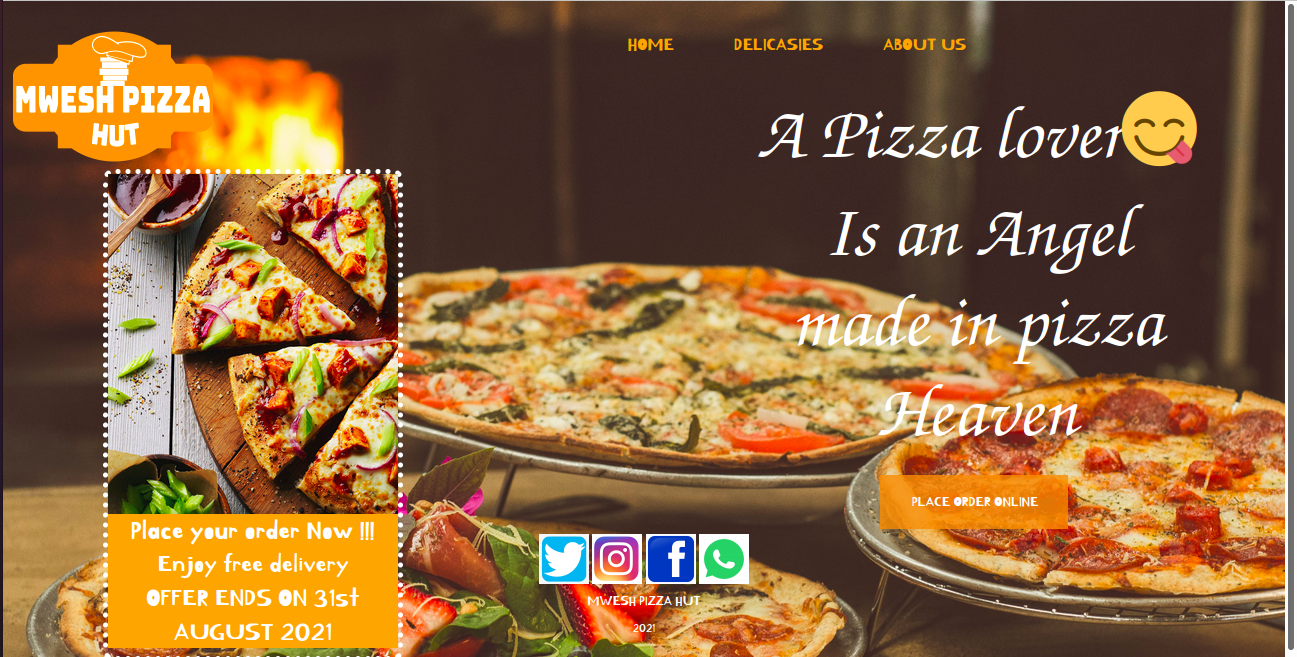 MWESH PIZZA
HUT
HOME
DELICASIES
ABOUT US
A Pizza lover
Is an Angel
made in pizza
Heaven
PLACE ORDER ONLINE
Place your order Now !!!
Enjoy free delivery
OFFER ENDS ON 31st
AUGUST 2021
MWESH PIZZA HUT
2021